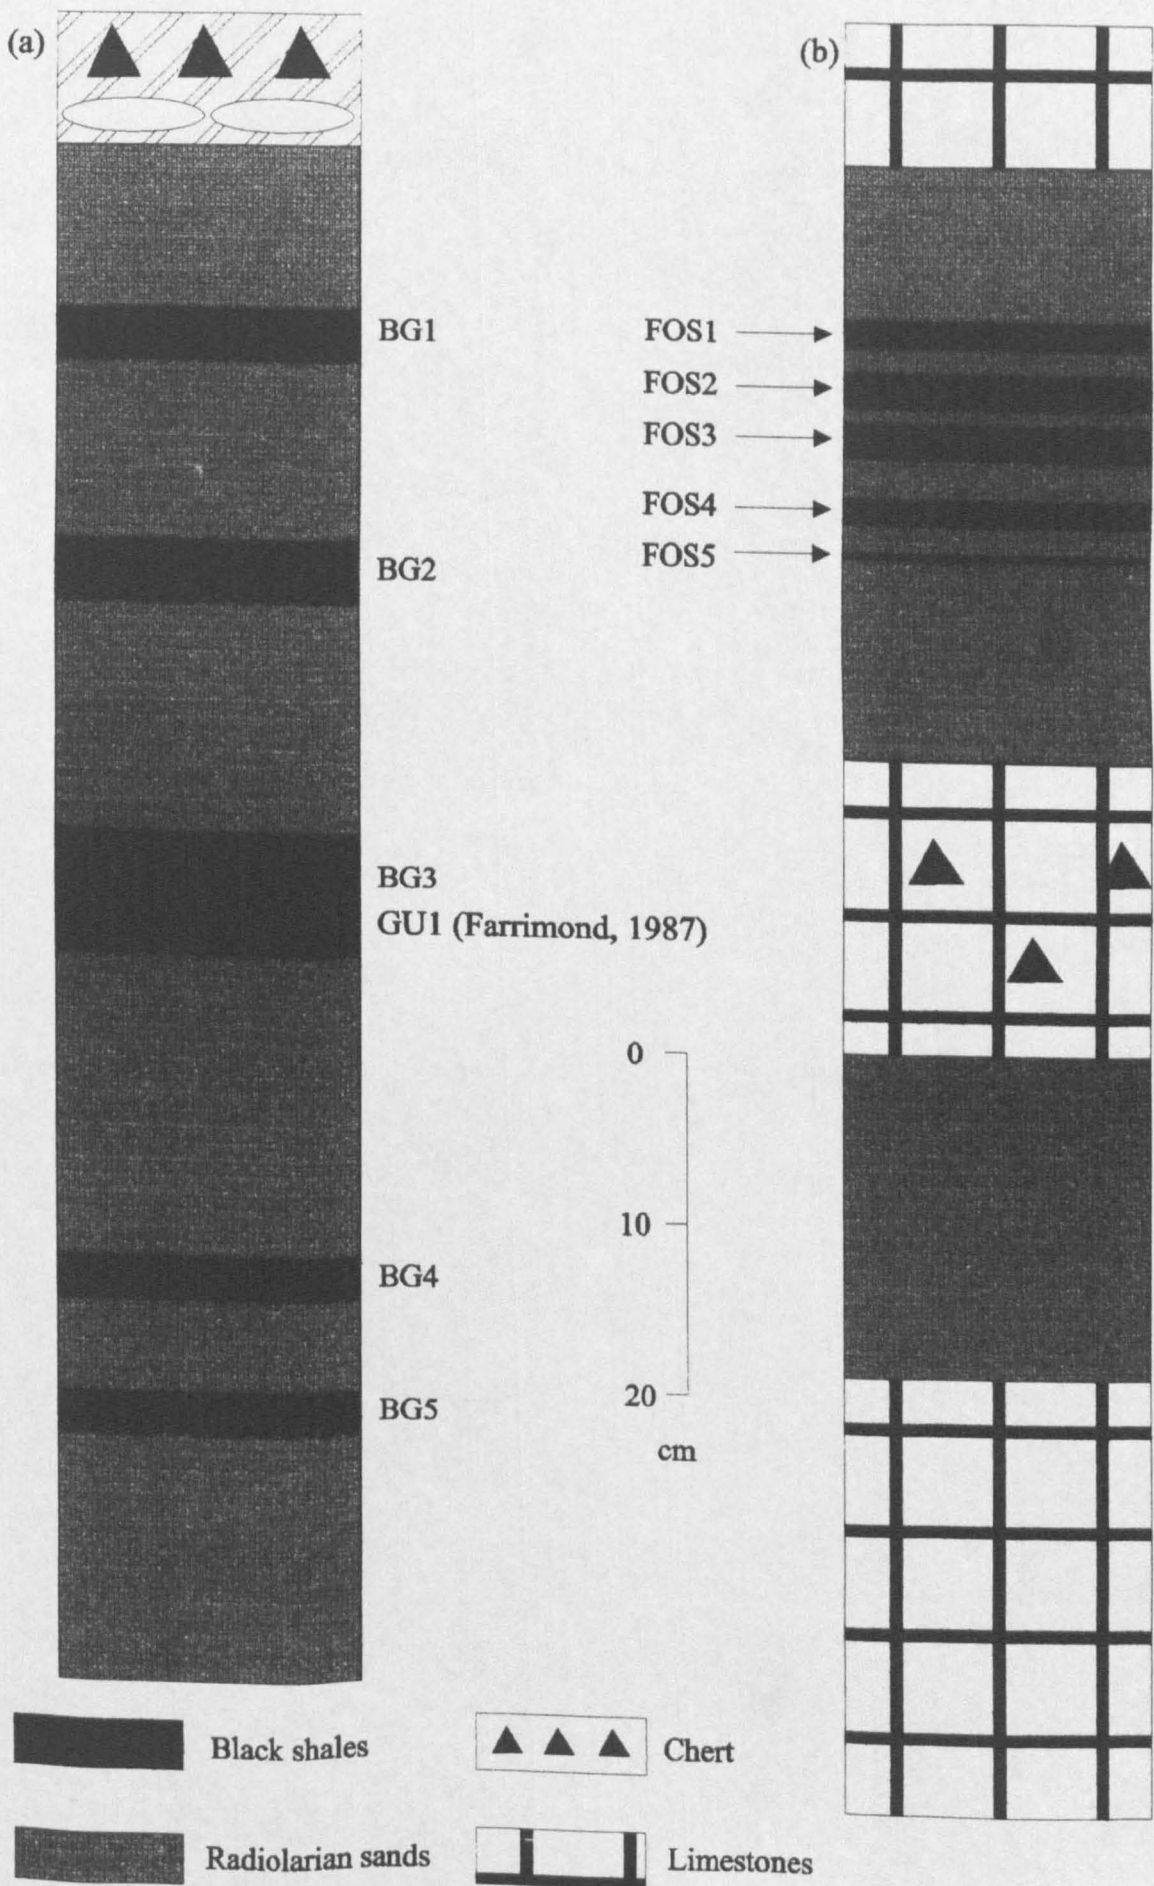 (a)
(b)
BG1
BG2
BG3
GU1 (Farrimond, 1987)
BG4
BG5
FOS1
FOS2
FOS3
FOS4
FOS5
0
10
20
cm
Black shales
Chert
Radiolarian sands
Limestones